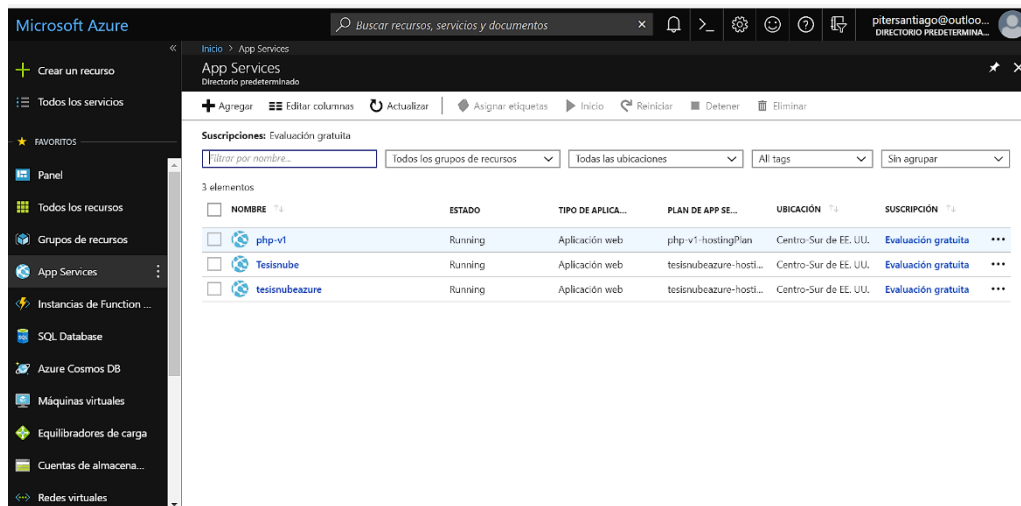 Microsoft Azure
Buscar recursos, servicios y documentos
pitersantiago@outloo...
DIRECTORIO PREDETERMINA...
Crear un recurso
Todos los servicios
FAVORITOS
Panel
Todos los recursos
Grupos de recursos
App Services
Instancias de Function ...
SQL Database
Azure Cosmos DB
Máquinas virtuales
Equilibradores de carga
Cuentas de almacena...
Redes virtuales
Inicio > App Services
App Services
Directorio predeterminado
Agregar Editar columnas Actualizar Asignar etiquetas Inicio Reiniciar Detener Eliminar
Suscripciones: Evaluación gratuita
Filtrar por nombre... Todos los grupos de recursos Todas las ubicaciones All tags Sin agrupar
3 elementos
NOMBRE ESTADO TIPO DE APLICA... PLAN DE APP SE... UBICACIÓN SUSCRIPCIÓN
php-v1 Running Aplicación web php-v1-hostingPlan Centro-Sur de EE. UU. Evaluación gratuita
Tesisnube Running Aplicación web tesisnubeazure-hosti... Centro-Sur de EE. UU. Evaluación gratuita
tesisnubeazure Running Aplicación web tesisnubeazure-hosti... Centro-Sur de EE. UU. Evaluación gratuita